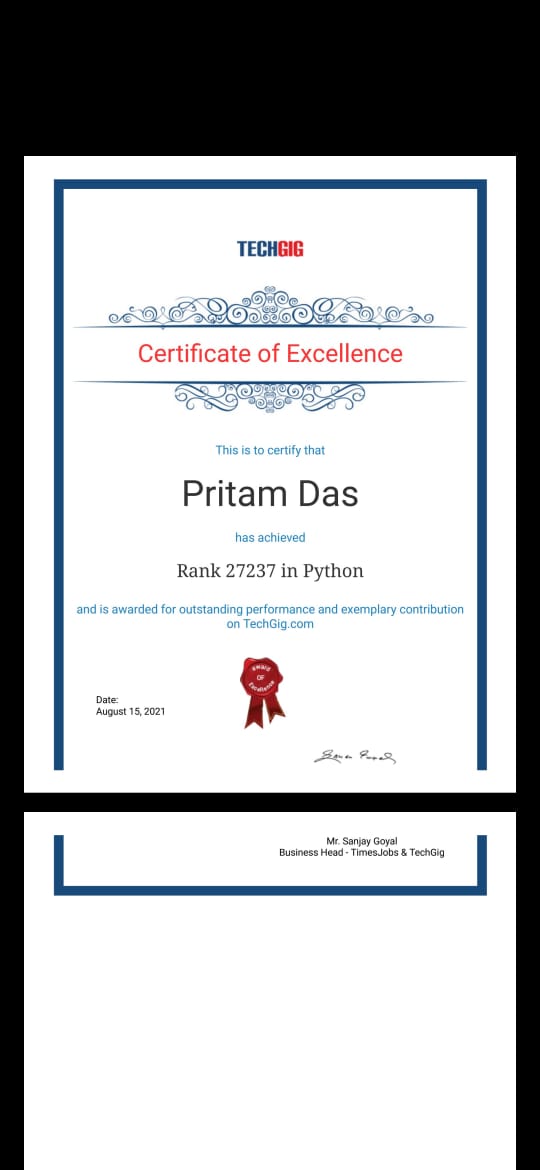 TECHGIG
Certificate of Excellence
This is to certify that
Pritam Das
has achieved
Rank 27237 in Python
and is awarded for outstanding performance and exemplary contribution
on TechGig.com
award
OF
Excellence
Date:
August 15, 2021
Mr. Sanjay Goyal
Business Head - TimesJobs & TechGig